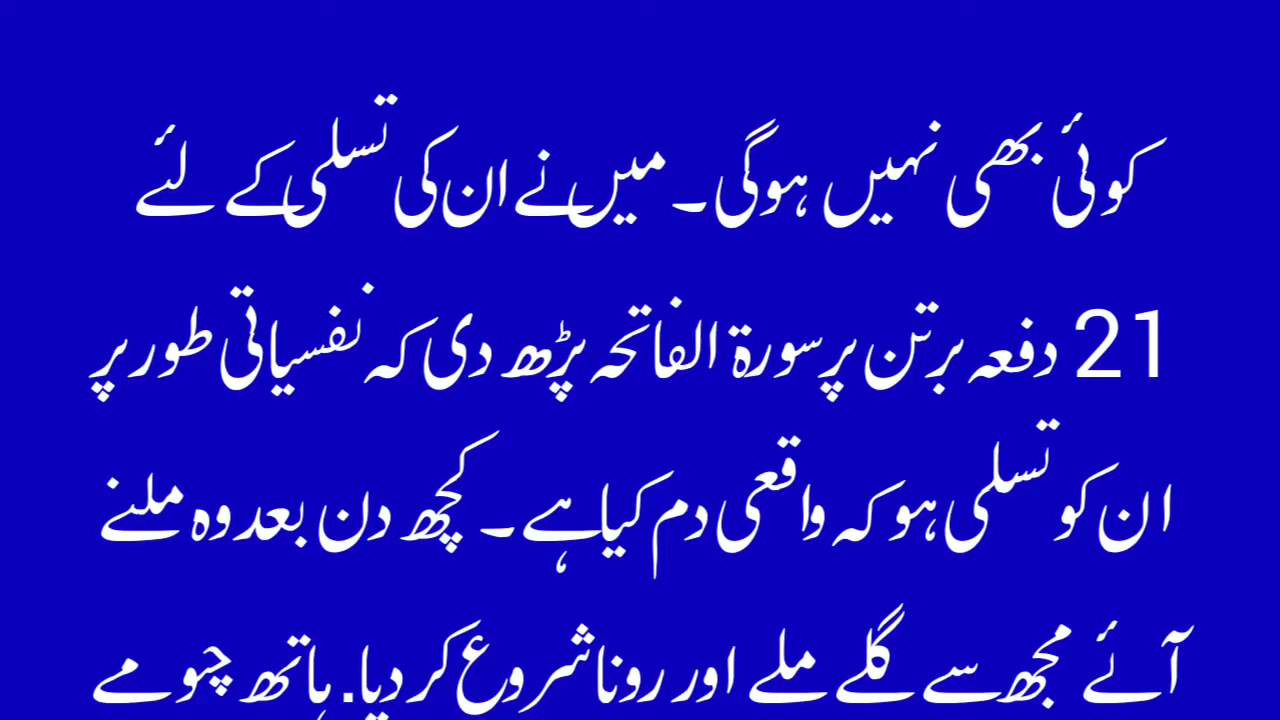 کوئی بھی نہیں ہوگی۔ میں نے ان کی تسلی کے لئے
21 دفعہ برتن پر سورۃ الفاتحہ پڑھ دی کہ نفسیاتی طور پر
ان کو تسلی ہو کہ واقعی دم کیا ہے۔ کچھ دن بعد وہ ملنے
آئے مجھ سے گلے ملے اور رونا شروع کر دیا. ہاتھ چومے